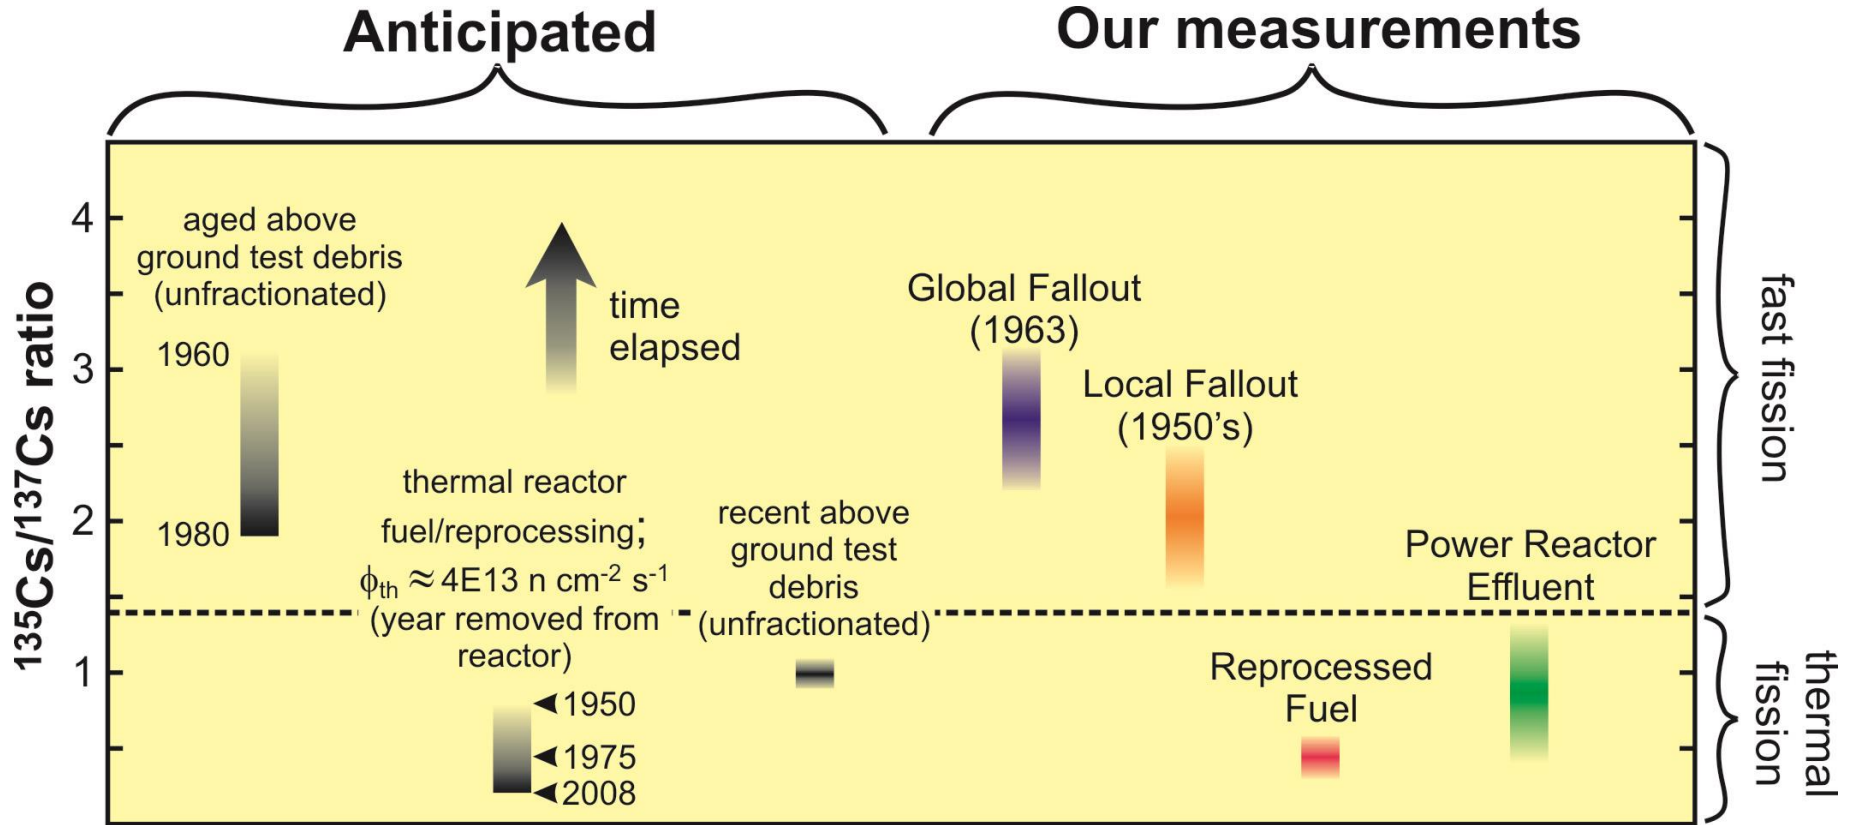 Anticipated
Our measurements
135Cs/137Cs ratio
4
3
2
1
aged above
ground test debris
(unfractionated)
1960
1980
time
elapsed
thermal reactor
fuel/reprocessing;
ϕth ≈ 4E13 n cm-2 s-1
(year removed from
reactor)
1950
1975
2008
recent above
ground test
debris
(unfractionated)
Global Fallout
(1963)
Local Fallout
(1950's)
Reprocessed
Fuel
Power Reactor
Effluent
fast fission
thermal
fission